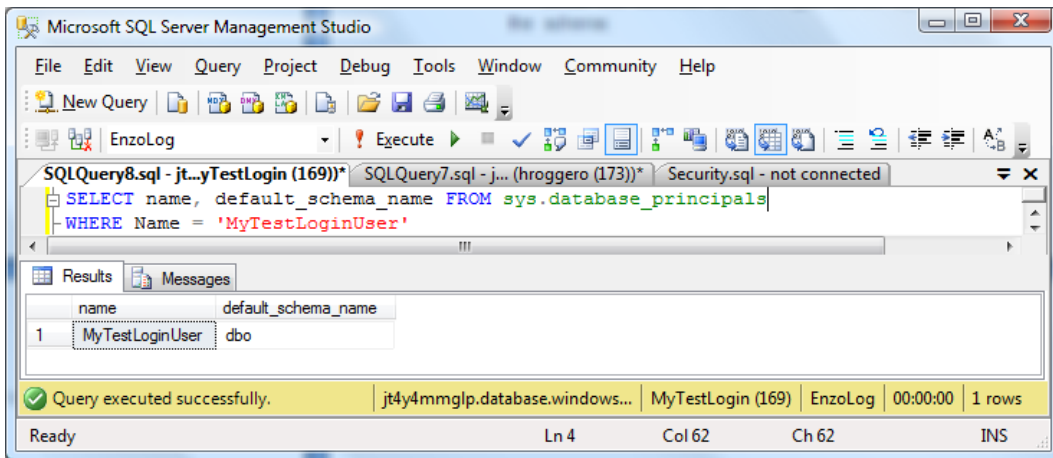 Microsoft SQL Server Management Studio
File Edit View Query Project Debug Tools Window Community Help
New Query
EnzoLog Execute
SQLQuery8.sql - jt...yTestLogin (169))* SQLQuery7.sql - j... (hroggero (173))* Security.sql - not connected
SELECT name, default_schema_name FROM sys.database_principals
WHERE Name = 'MyTestLoginUser'
Results Messages
name default_schema_name
1 MyTestLoginUser dbo
Query executed successfully. jt4y4mmglp.database.windows... MyTestLogin (169) EnzoLog 00:00:00 1 rows
Ready Ln 4 Col 62 Ch 62 INS